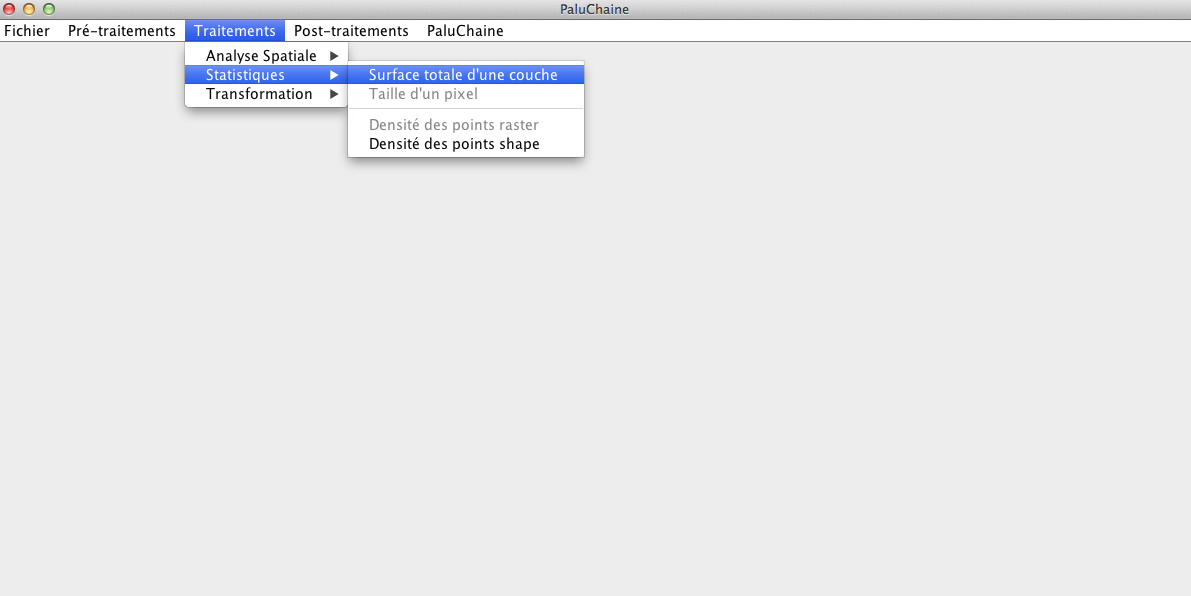 PaluChaine
Fichier Pré-traitements Traitements Post-traitements PaluChaine
Analyse Spatiale
Statistiques
Transformation
Surface totale d'une couche
Taille d'un pixel
Densité des points raster
Densité des points shape